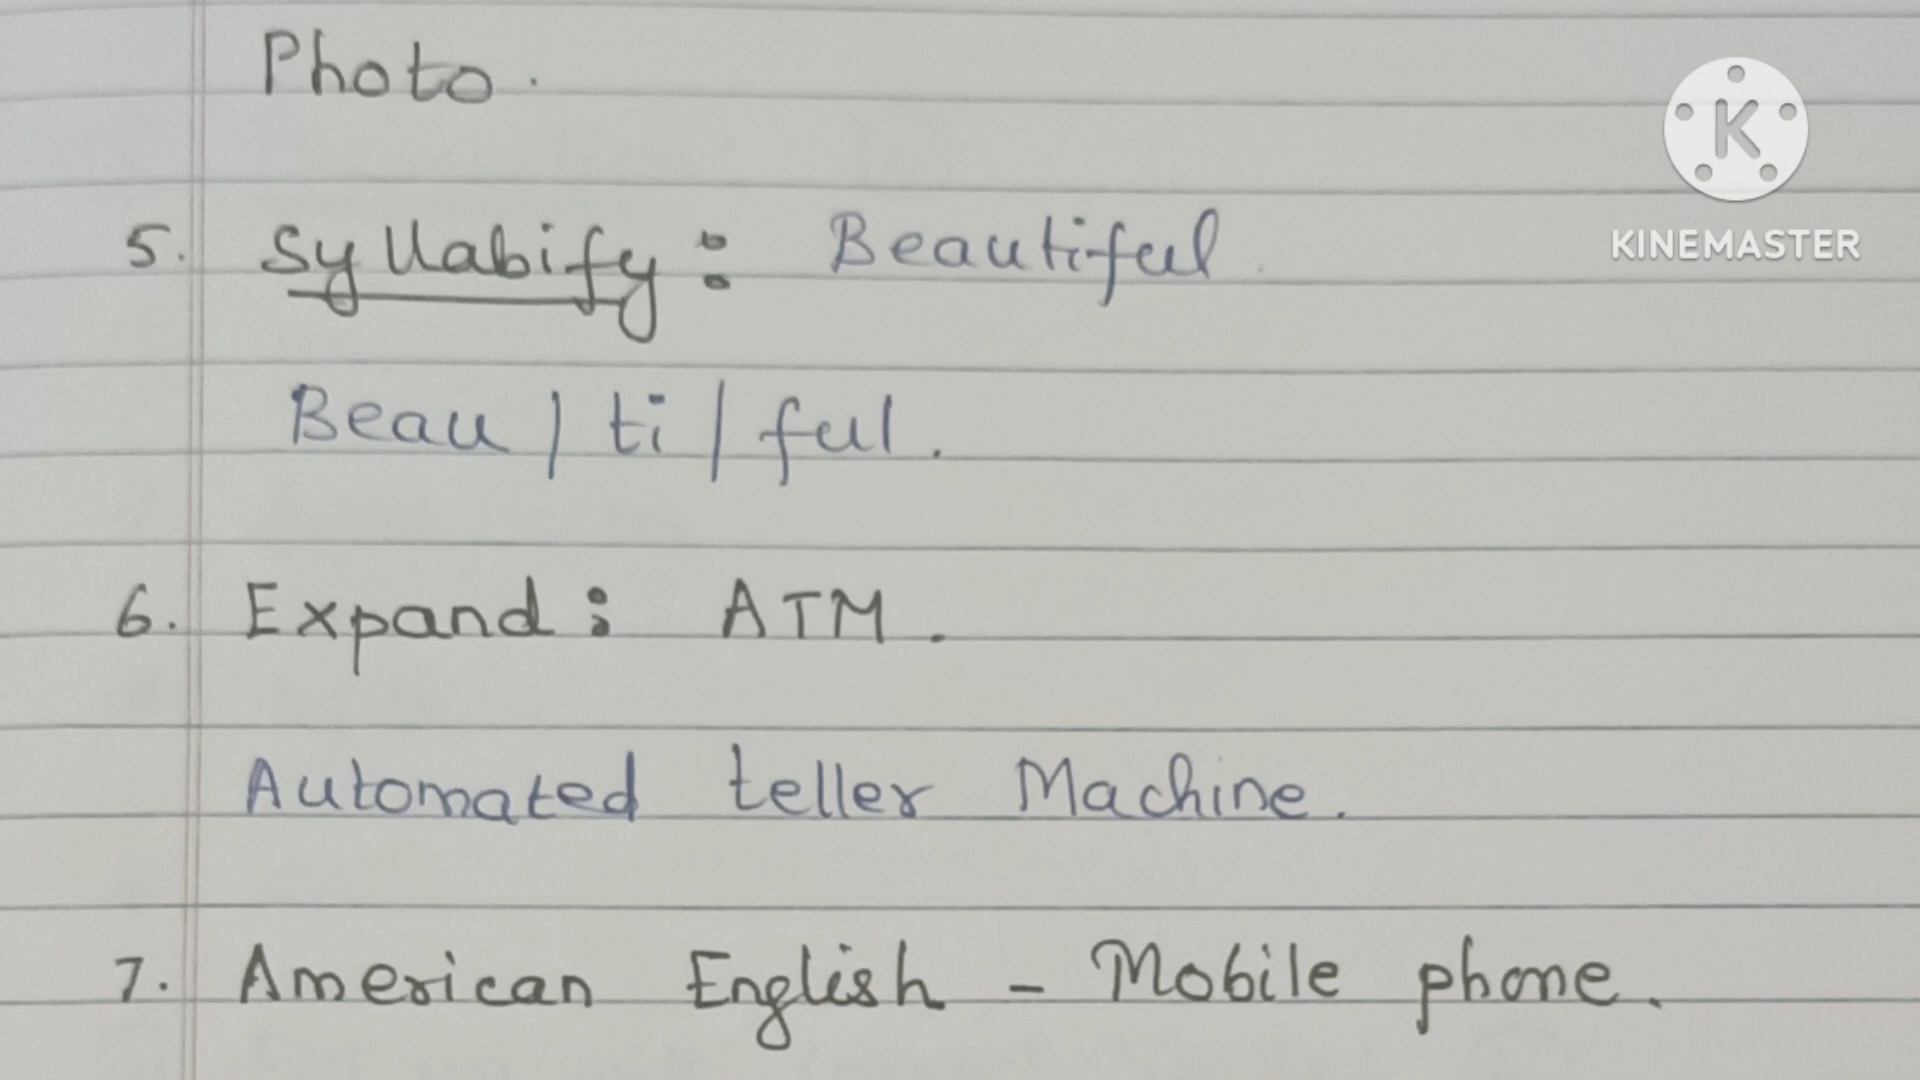 Photo.
5. Syllabify: Beautiful.
Beau / ti / ful.
6. Expand: ATM.
Automated teller Machine.
7. American English - Mobile phone.
K
KINEMASTER